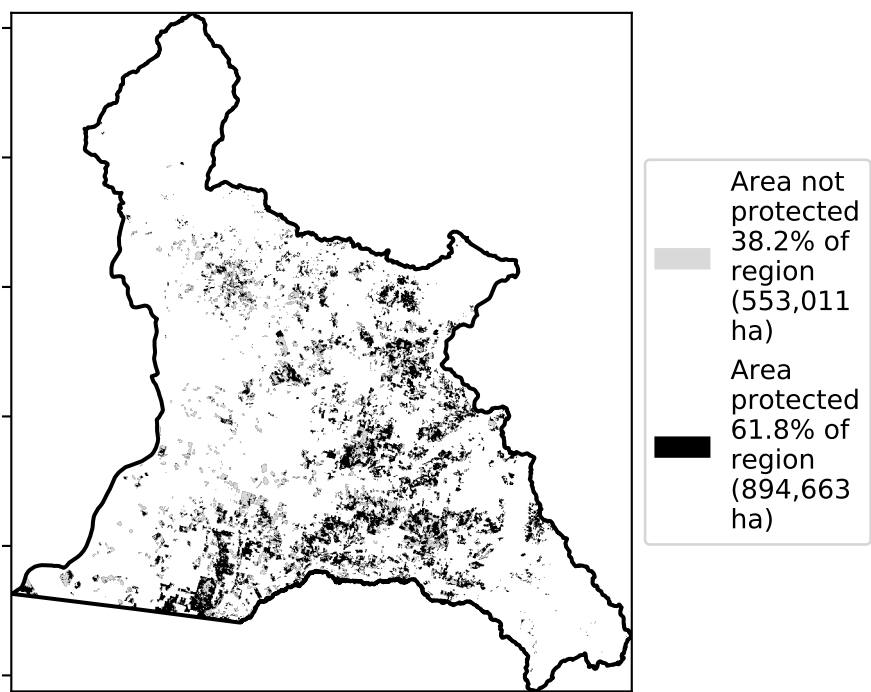 Area not
protected
38.2% of
region
(553,011
ha)
Area
protected
61.8% of
region
(894,663
ha)